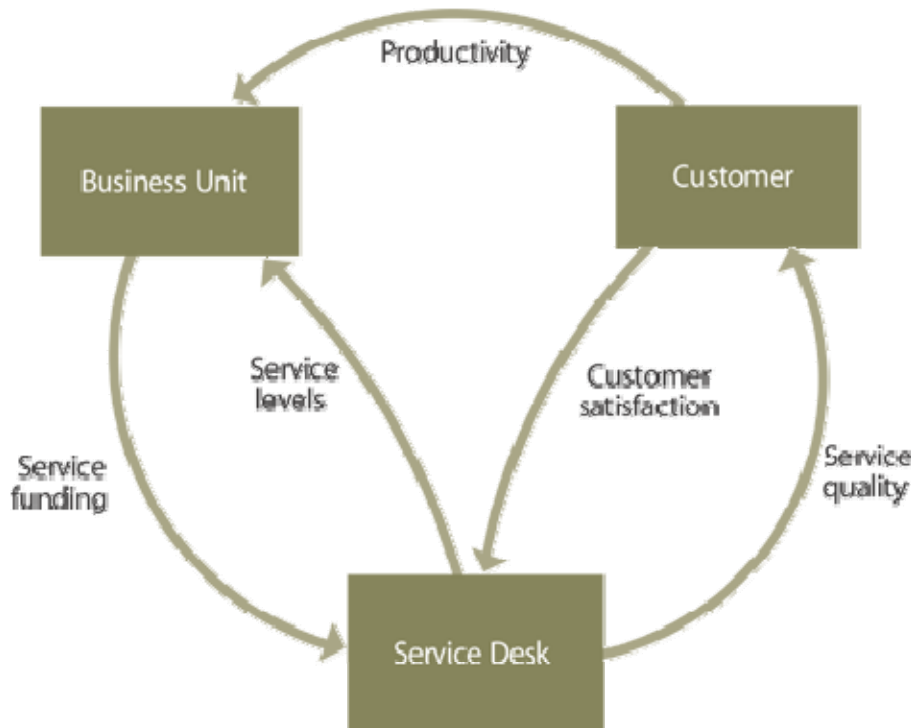 Productivity
Business Unit
Customer
Service
levels
Customer
satisfaction
Service
funding
Service
quality
Service Desk